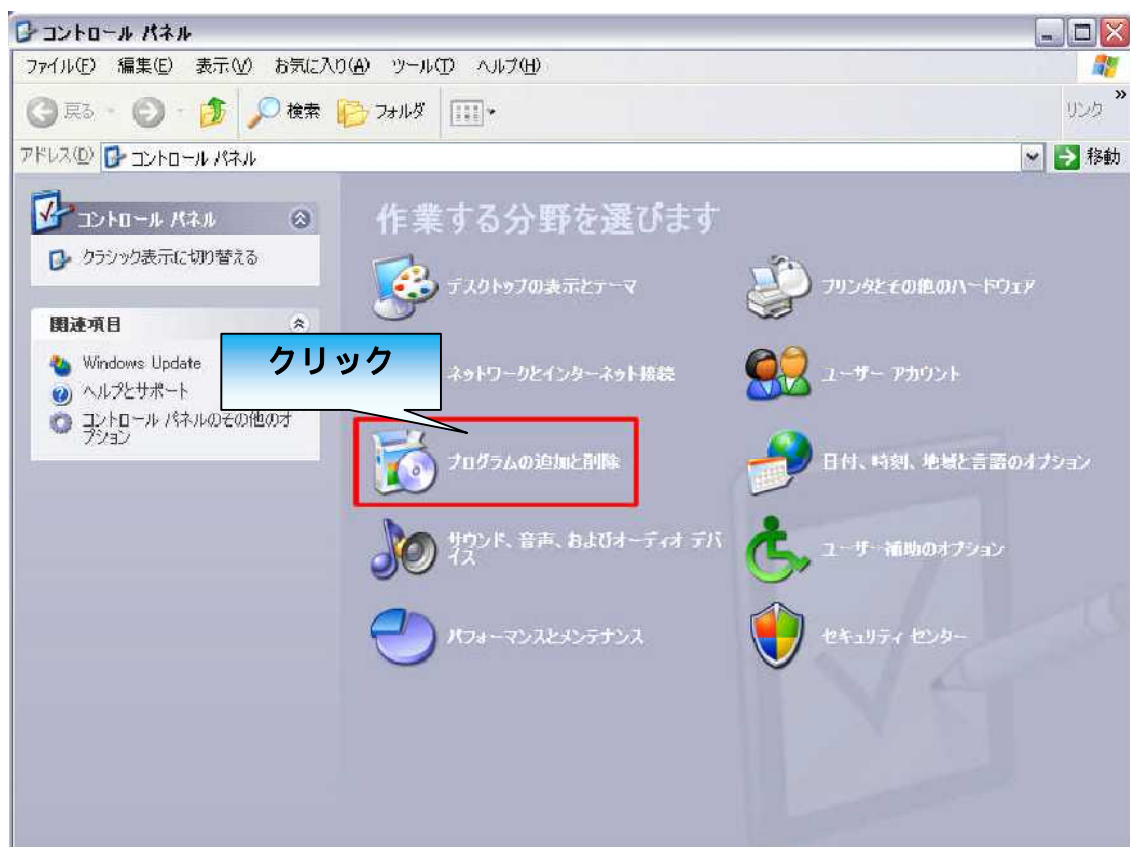 コントロール パネル
ファイル(F) 編集(E) 表示(V) お気に入り(A) ツール(T) ヘルプ(H)
戻る 検索 フォルダ リンク »
アドレス(D) コントロール パネル 移動
コントロール パネル
クラシック表示に切り替える
関連項目
Windows Update
ヘルプとサポート
コントロール パネルのその他のオ
プション
クリック
作業する分野を選びます
デスクトップの表示とテーマ
プリンタとその他のハードウェア
ネットワークとインターネット接続
ユーザー アカウント
プログラムの追加と削除
日付、時刻、地域と言語のオプション
サウンド、音声、およびオーディオ デバ
イス
ユーザー補助のオプション
パフォーマンスとメンテナンス
セキュリティ センター